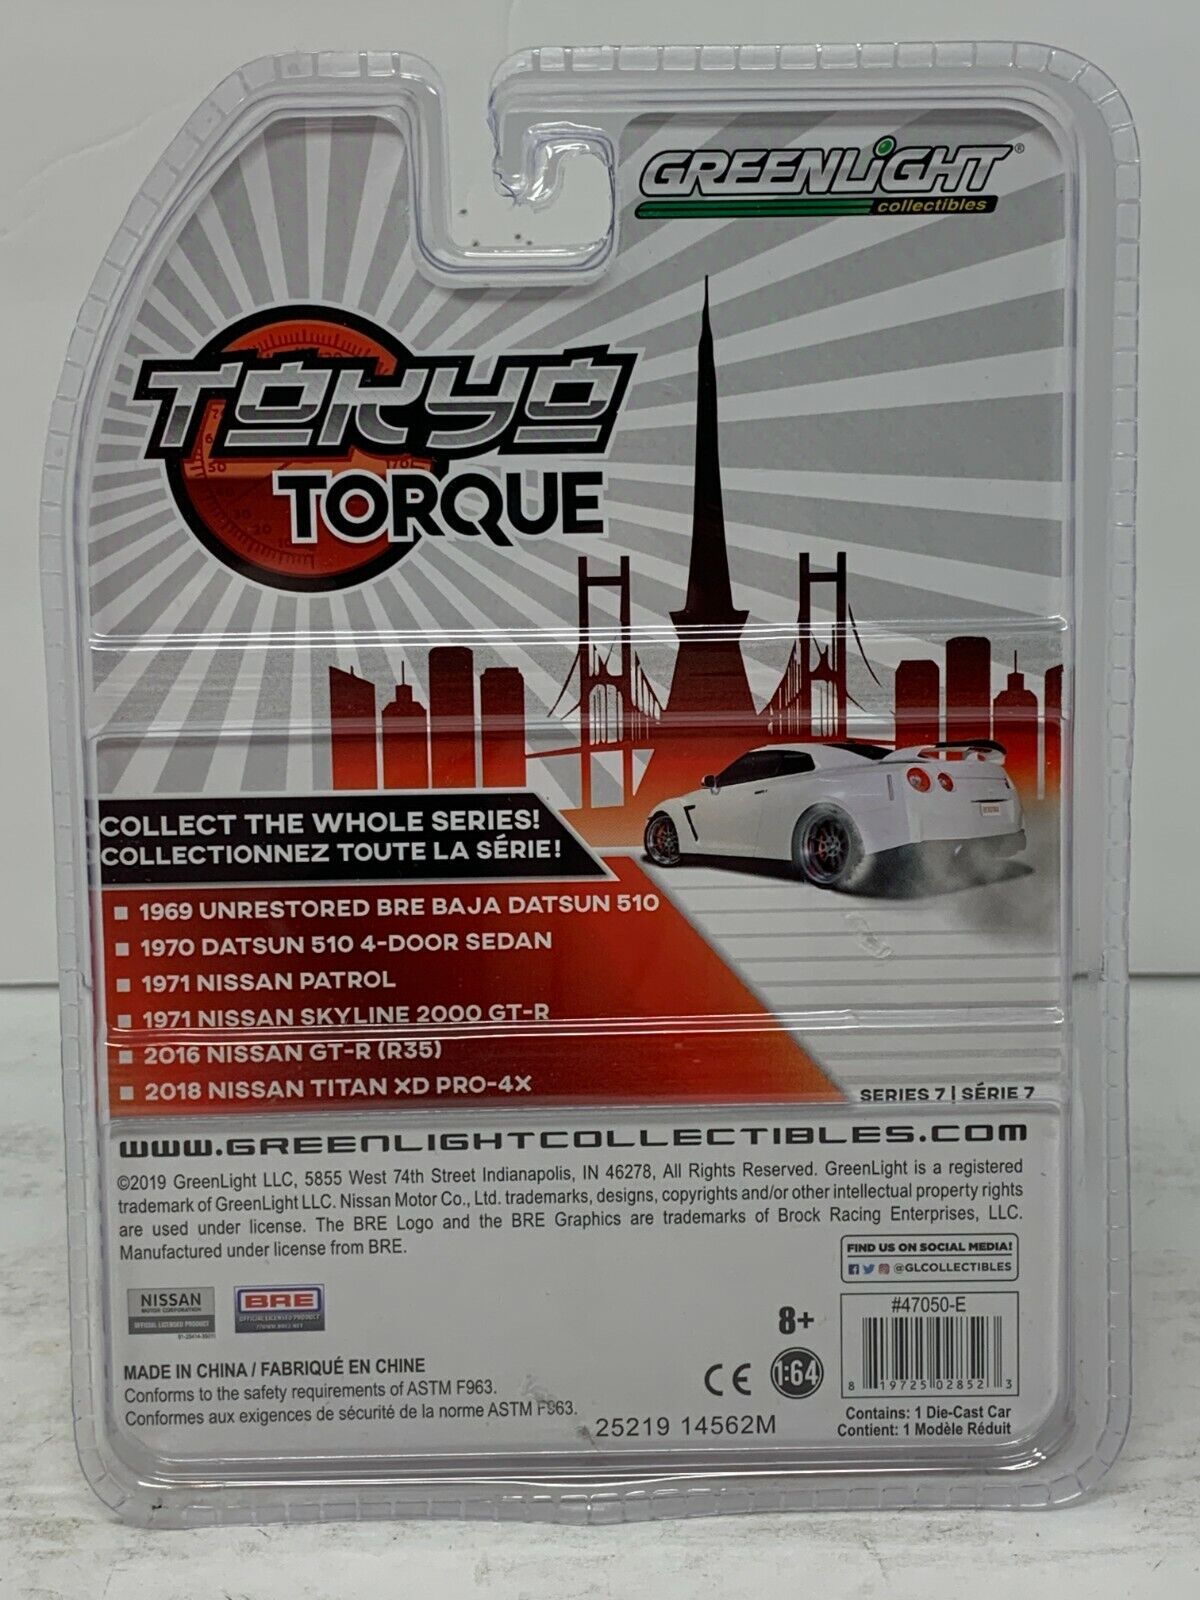 GREENLiGHT®
collectibles
TOKYO
TORQUE
COLLECT THE WHOLE SERIES!
COLLECTIONNEZ TOUTE LA SÉRIE!
1969 UNRESTORED BRE BAJA DATSUN 510
1970 DATSUN 510 4-DOOR SEDAN
1971 NISSAN PATROL
1971 NISSAN SKYLINE 2000 GT-R
2016 NISSAN GT-R (R35)
2018 NISSAN TITAN XD PRO-4X
SERIES 7 | SÉRIE 7
WWW.GREENLIGHTCOLLECTIBLES.COM
©2019 GreenLight LLC, 5855 West 74th Street Indianapolis, IN 46278, All Rights Reserved. GreenLight is a registered
trademark of GreenLight LLC. Nissan Motor Co., Ltd. trademarks, designs, copyrights and/or other intellectual property rights
are used under license. The BRE Logo and the BRE Graphics are trademarks of Brock Racing Enterprises, LLC.
Manufactured under license from BRE.
FIND US ON SOCIAL MEDIA!
@GLCOLLECTIBLES
NISSAN
MOTOR CORPORATION
OFFICIAL LICENSED PRODUCT
BRE
OFFICIAL LICENSED PRODUCT
8+
#47050-E
CE
1:64
8 19725 02852 3
MADE IN CHINA / FABRIQUÉ EN CHINE
Conforms to the safety requirements of ASTM F963.
Conformes aux exigences de sécurité de la norme ASTM F963.
25219 14562M
Contains: 1 Die-Cast Car
Contient: 1 Modèle Réduit